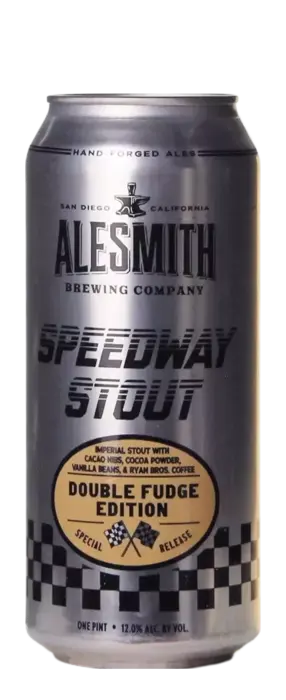 HAND FORGED ALES
SAN DIEGO CALIFORNIA
ALESMITH
BREWING COMPANY
SPEEDWAY
STOUT
IMPERIAL STOUT WITH
CACAO NIBS, COCOA POWDER,
VANILLA BEANS, & RYAN BROS. COFFEE
DOUBLE FUDGE
EDITION
SPECIAL RELEASE
ONE PINT • 12.0% ALC. BY VOL.